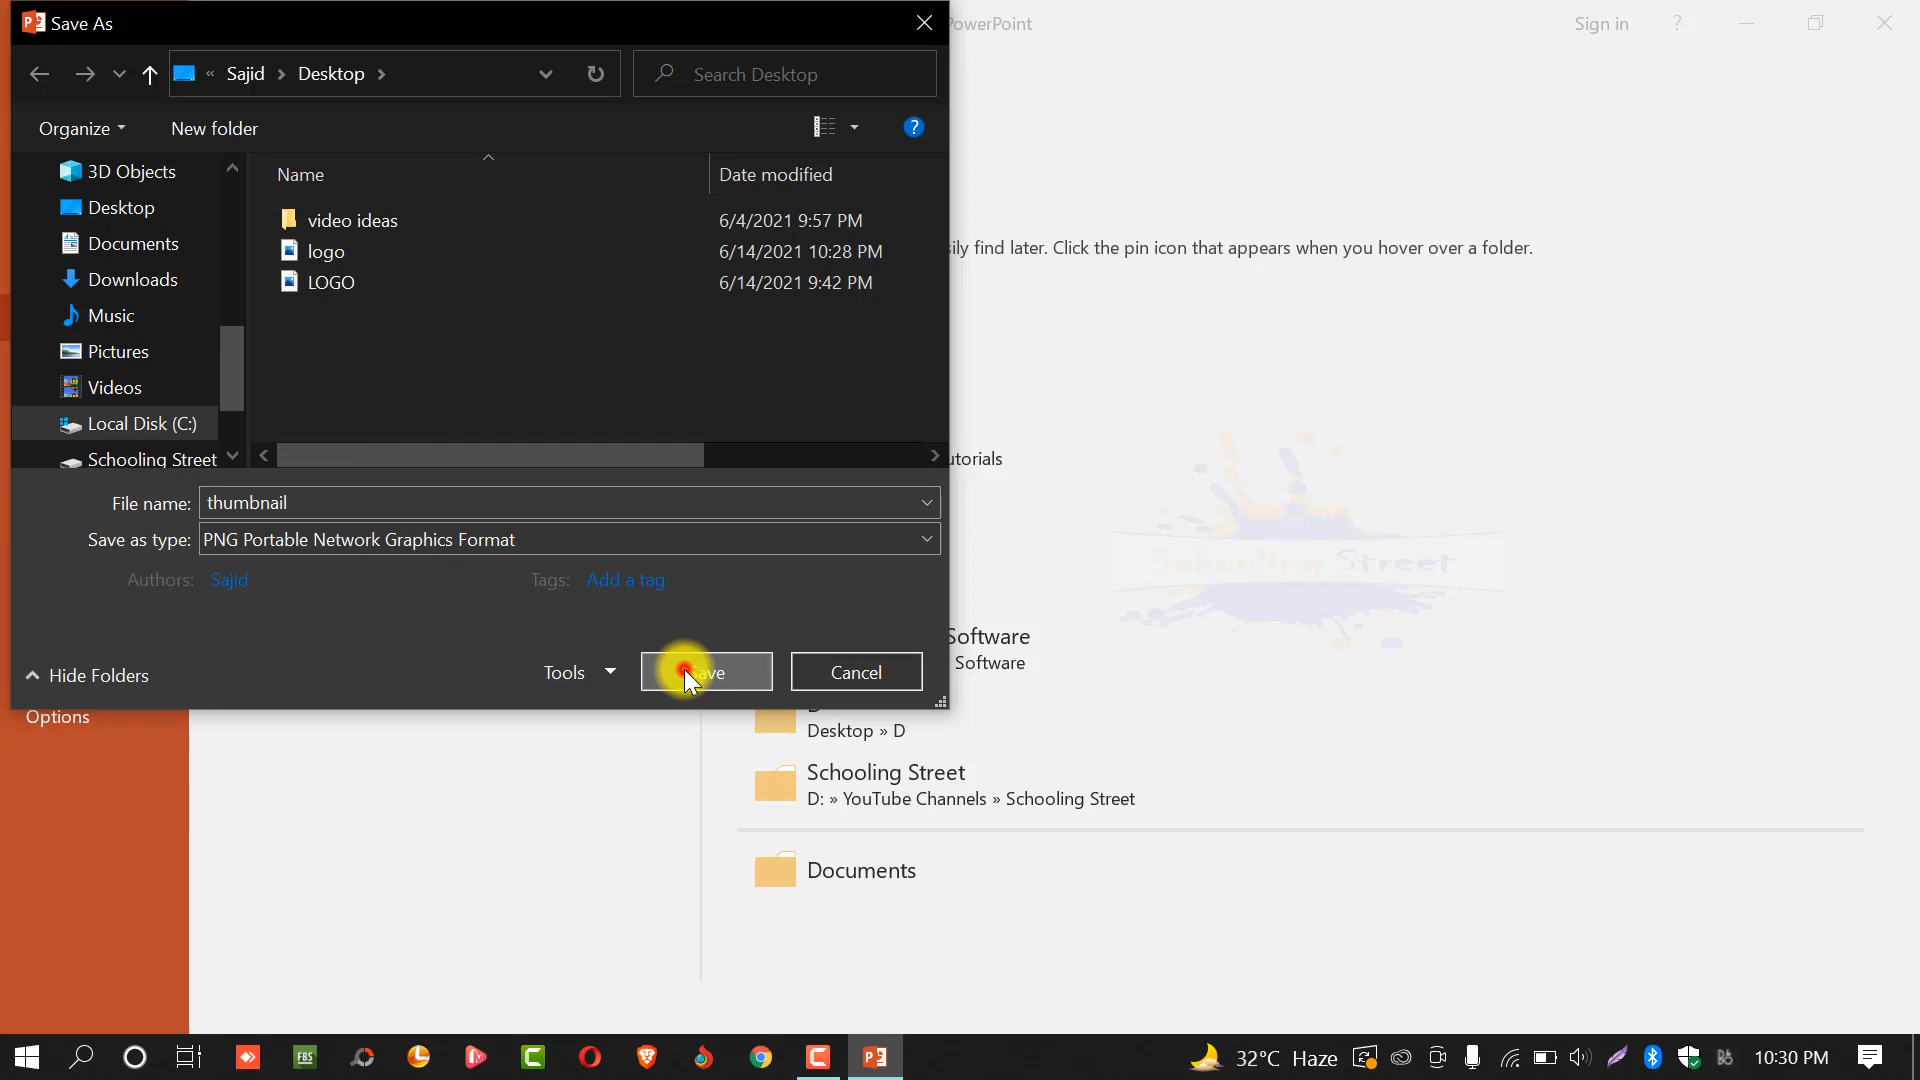 Save As
PowerPoint
Sign in
?
« Sajid > Desktop >
Search Desktop
Organize
New folder
?
Name
Date modified
3D Objects
Desktop
Documents
Downloads
Music
Pictures
Videos
Local Disk (C:)
Schooling Street
video ideas 6/4/2021 9:57 PM
logo 6/14/2021 10:28 PM
LOGO 6/14/2021 9:42 PM
ily find later. Click the pin icon that appears when you hover over a folder.
utorials
File name: thumbnail
Save as type: PNG Portable Network Graphics Format
Authors: Sajid
Tags: Add a tag
Schooling Street
Software
Software
Hide Folders
Tools
Save
Cancel
Options
Desktop » D
Schooling Street
D: » YouTube Channels » Schooling Street
Documents
FBS
32°C Haze
10:30 PM